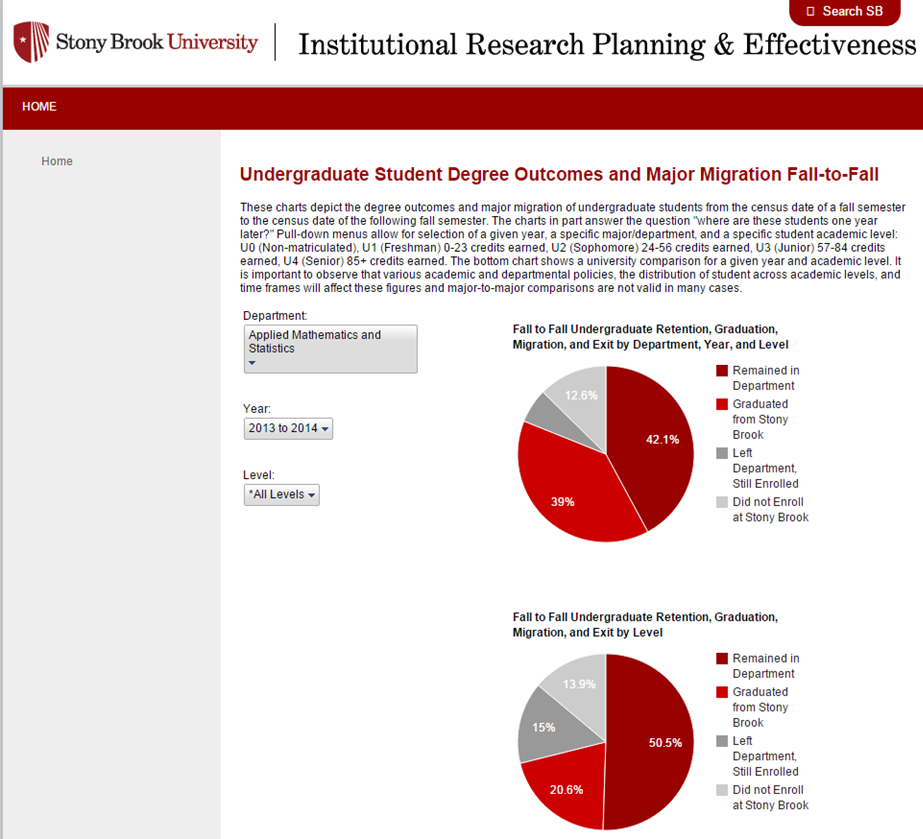 Search SB
Stony Brook University
Institutional Research Planning & Effectiveness
HOME
Home
Undergraduate Student Degree Outcomes and Major Migration Fall-to-Fall
These charts depict the degree outcomes and major migration of undergraduate students from the census date of a fall semester
to the census date of the following fall semester. The charts in part answer the question "where are these students one year
later?" Pull-down menus allow for selection of a given year, a specific major/department, and a specific student academic level:
U0 (Non-matriculated), U1 (Freshman) 0-23 credits earned, U2 (Sophomore) 24-56 credits earned, U3 (Junior) 57-84 credits
earned, U4 (Senior) 85+ credits earned. The bottom chart shows a university comparison for a given year and academic level. It
is important to observe that various academic and departmental policies, the distribution of student across academic levels, and
time frames will affect these figures and major-to-major comparisons are not valid in many cases.
Department:
Applied Mathematics and
Statistics
Year:
2013 to 2014
Level:
*All Levels
Fall to Fall Undergraduate Retention, Graduation,
Migration, and Exit by Department, Year, and Level
12.6%
42.1%
39%
Remained in
Department
Graduated
from Stony
Brook
Left
Department,
Still Enrolled
Did not Enroll
at Stony Brook
Fall to Fall Undergraduate Retention, Graduation,
Migration, and Exit by Level
13.9%
15%
50.5%
20.6%
Remained in
Department
Graduated
from Stony
Brook
Left
Department,
Still Enrolled
Did not Enroll
at Stony Brook